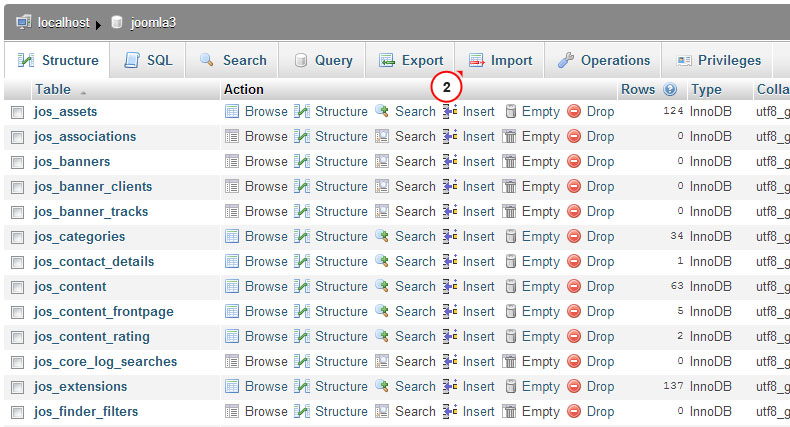 localhost joomla3
Structure SQL Search Query Export Import Operations Privileges
2
Table Action Rows Type Colla
jos_assets Browse Structure Search Insert Empty Drop 124 InnoDB utf8_g
jos_associations Browse Structure Search Insert Empty Drop 0 InnoDB utf8_g
jos_banners Browse Structure Search Insert Empty Drop 0 InnoDB utf8_g
jos_banner_clients Browse Structure Search Insert Empty Drop 0 InnoDB utf8_g
jos_banner_tracks Browse Structure Search Insert Empty Drop 0 InnoDB utf8_g
jos_categories Browse Structure Search Insert Empty Drop 34 InnoDB utf8_g
jos_contact_details Browse Structure Search Insert Empty Drop 1 InnoDB utf8_g
jos_content Browse Structure Search Insert Empty Drop 63 InnoDB utf8_g
jos_content_frontpage Browse Structure Search Insert Empty Drop 5 InnoDB utf8_g
jos_content_rating Browse Structure Search Insert Empty Drop 2 InnoDB utf8_g
jos_core_log_searches Browse Structure Search Insert Empty Drop 0 InnoDB utf8_g
jos_extensions Browse Structure Search Insert Empty Drop 137 InnoDB utf8_g
jos_finder_filters Browse Structure Search Insert Empty Drop 0 InnoDB utf8_g